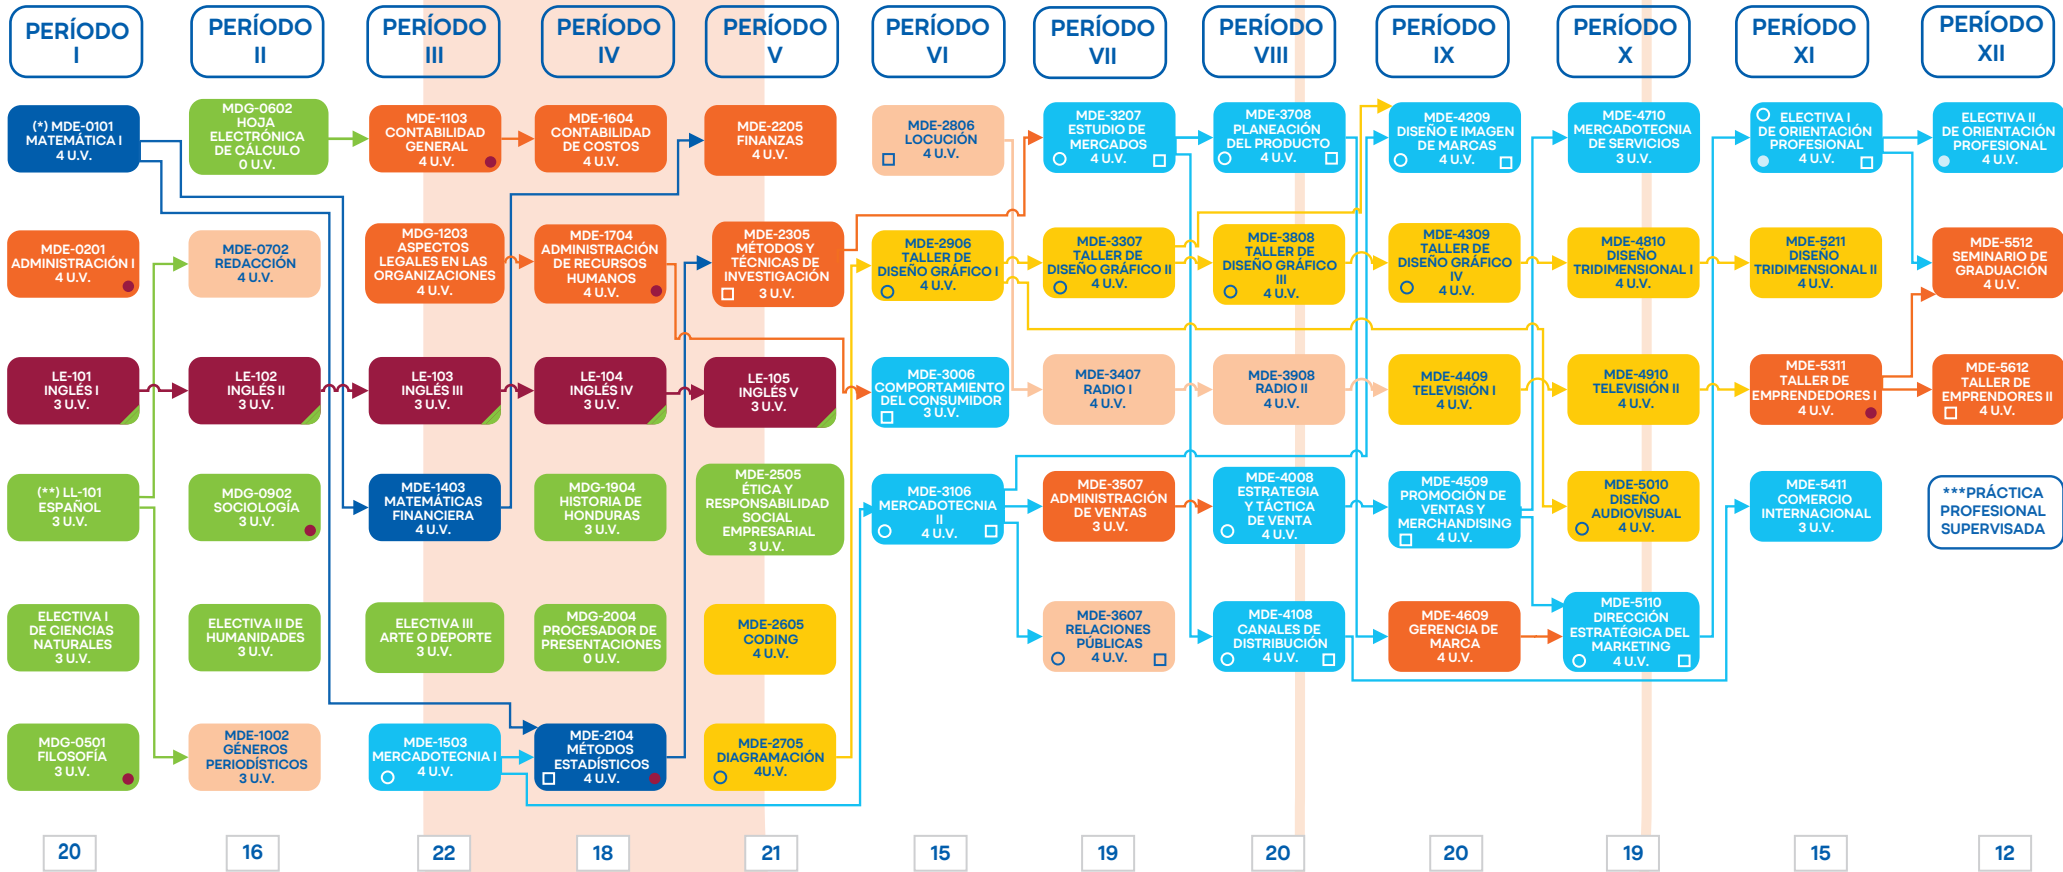 PERÍODO
I
PERÍODO
II
PERÍODO
III
PERÍODO
IV
PERÍODO
V
PERÍODO
VI
PERÍODO
VII
PERÍODO
VIII
PERÍODO
IX
PERÍODO
X
PERÍODO
XI
PERÍODO
XII
(*) MDE-0101
MATEMÁTICA I
4 U.V.
MDG-0602
HOJA
ELECTRÓNICA
DE CÁLCULO
0 U.V.
MDE-1103
CONTABILIDAD
GENERAL
4 U.V.
MDE-1604
CONTABILIDAD
DE COSTOS
4 U.V.
MDE-2205
FINANZAS
4 U.V.
MDE-2806
LOCUCIÓN
4 U.V.
MDE-3207
ESTUDIO DE
MERCADOS
4 U.V.
MDE-3708
PLANEACIÓN
DEL PRODUCTO
4 U.V.
MDE-4209
DISEÑO E IMAGEN
DE MARCAS
4 U.V.
MDE-4710
MERCADOTECNIA
DE SERVICIOS
3 U.V.
ELECTIVA I
DE ORIENTACIÓN
PROFESIONAL
4 U.V.
ELECTIVA II
DE ORIENTACIÓN
PROFESIONAL
4 U.V.
MDE-0201
ADMINISTRACIÓN I
4 U.V.
MDE-0702
REDACCIÓN
4 U.V.
MDG-1203
ASPECTOS
LEGALES EN LAS
ORGANIZACIONES
4 U.V.
MDE-1704
ADMINISTRACIÓN
DE RECURSOS
HUMANOS
4 U.V.
MDE-2305
MÉTODOS Y
TÉCNICAS DE
INVESTIGACIÓN
3 U.V.
MDE-2906
TALLER DE
DISEÑO GRÁFICO I
4 U.V.
MDE-3307
TALLER DE
DISEÑO GRÁFICO II
4 U.V.
MDE-3808
TALLER DE
DISEÑO GRÁFICO
III
4 U.V.
MDE-4309
TALLER DE
DISEÑO GRÁFICO
IV
4 U.V.
MDE-4810
DISEÑO
TRIDIMENSIONAL I
4 U.V.
MDE-5211
DISEÑO
TRIDIMENSIONAL II
4 U.V.
MDE-5512
SEMINARIO DE
GRADUACIÓN
4 U.V.
LE-101
INGLÉS I
3 U.V.
LE-102
INGLÉS II
3 U.V.
LE-103
INGLÉS III
3 U.V.
LE-104
INGLÉS IV
3 U.V.
LE-105
INGLÉS V
3 U.V.
MDE-3006
COMPORTAMIENTO
DEL CONSUMIDOR
3 U.V.
MDE-3407
RADIO I
4 U.V.
MDE-3908
RADIO II
4 U.V.
MDE-4409
TELEVISIÓN I
4 U.V.
MDE-4910
TELEVISIÓN II
4 U.V.
MDE-5311
TALLER DE
EMPRENDEDORES I
4 U.V.
MDE-5612
TALLER DE
EMPRENDORES II
4 U.V.
(**) LL-101
ESPAÑOL
3 U.V.
MDG-0902
SOCIOLOGÍA
3 U.V.
MDE-1403
MATEMÁTICAS
FINANCIERA
4 U.V.
MDG-1904
HISTORIA DE
HONDURAS
3 U.V.
MDE-2505
ÉTICA Y
RESPONSABILIDAD
SOCIAL
EMPRESARIAL
3 U.V.
MDE-3106
MERCADOTECNIA
II
4 U.V.
MDE-3507
ADMINISTRACIÓN
DE VENTAS
3 U.V.
MDE-4008
ESTRATEGIA
Y TÁCTICA
DE VENTA
4 U.V.
MDE-4509
PROMOCIÓN DE
VENTAS Y
MERCHANDISING
4 U.V.
MDE-5010
DISEÑO
AUDIOVISUAL
4 U.V.
MDE-5411
COMERCIO
INTERNACIONAL
3 U.V.
***PRÁCTICA
PROFESIONAL
SUPERVISADA
ELECTIVA I
DE CIENCIAS
NATURALES
3 U.V.
ELECTIVA II DE
HUMANIDADES
3 U.V.
ELECTIVA III
ARTE O DEPORTE
3 U.V.
MDG-2004
PROCESADOR DE
PRESENTACIONES
0 U.V.
MDE-2605
CODING
4 U.V.
MDE-3607
RELACIONES
PÚBLICAS
4 U.V.
MDE-4108
CANALES DE
DISTRIBUCIÓN
4 U.V.
MDE-4609
GERENCIA DE
MARCA
4 U.V.
MDE-5110
DIRECCIÓN
ESTRATÉGICA DEL
MARKETING
4 U.V.
MDG-0501
FILOSOFÍA
3 U.V.
MDE-1002
GÉNEROS
PERIODÍSTICOS
3 U.V.
MDE-1503
MERCADOTECNIA I
4 U.V.
MDE-2104
MÉTODOS
ESTADÍSTICOS
4 U.V.
MDE-2705
DIAGRAMACIÓN
4U.V.
20
16
22
18
21
15
19
20
20
19
15
12